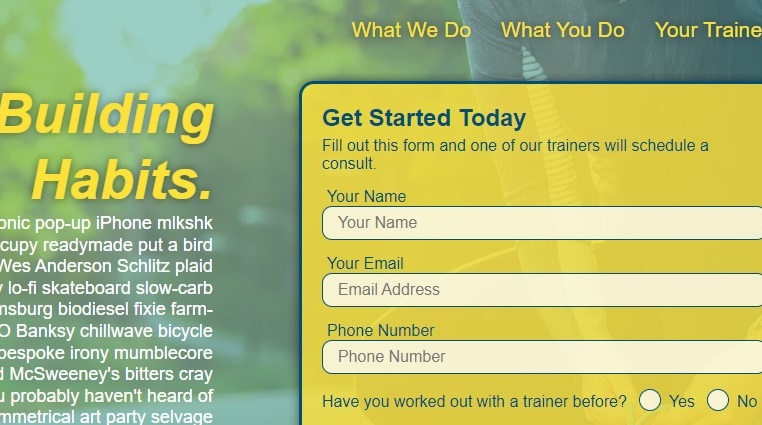 What We Do What You Do Your Traine
Building
Habits.
onic pop-up iPhone mlkshk
cupy readymade put a bird
Wes Anderson Schlitz plaid
y lo-fi skateboard slow-carb
msburg biodiesel fixie farm-
O Banksy chillwave bicycle
bespoke irony mumblecore
d McSweeney's bitters cray
u probably haven't heard of
mmetrical art party selvage
Get Started Today
Fill out this form and one of our trainers will schedule a
consult.
Your Name
Your Name
Your Email
Email Address
Phone Number
Phone Number
Have you worked out with a trainer before? Yes No